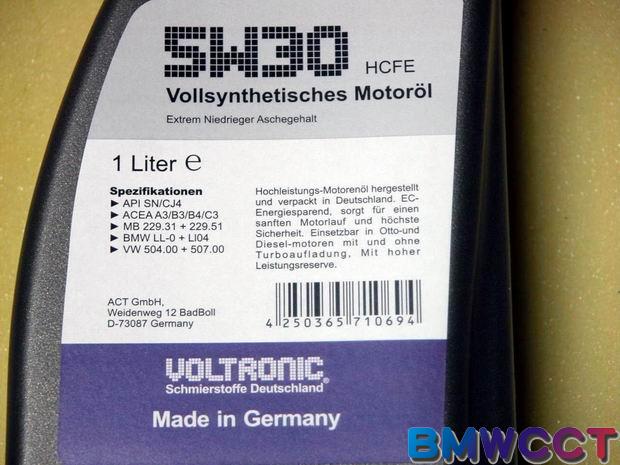 5W30 HCFE
Vollsynthetisches Motoröl
Extrem Niedrieger Aschegehalt
1 Liter ℮
Spezifikationen
► API SN/CJ4
► ACEA A3/B3/B4/C3
► MB 229.31 + 229.51
► BMW LL-0 + LI04
► VW 504.00 + 507.00
Hochleistungs-Motorenöl hergestellt
und verpackt in Deutschland. EC-
Energiesparend, sorgt für einen
sanften Motorlauf und höchste
Sicherheit. Einsetzbar in Otto-und
Diesel-motoren mit und ohne
Turboaufladung, Mit hoher
Leistungsreserve.
ACT GmbH,
Weidenweg 12 BadBoll
D-73087 Germany
4 250365 710694
VOLTRONIC®
Schmierstoffe Deutschland
Made in Germany
BMWCCT